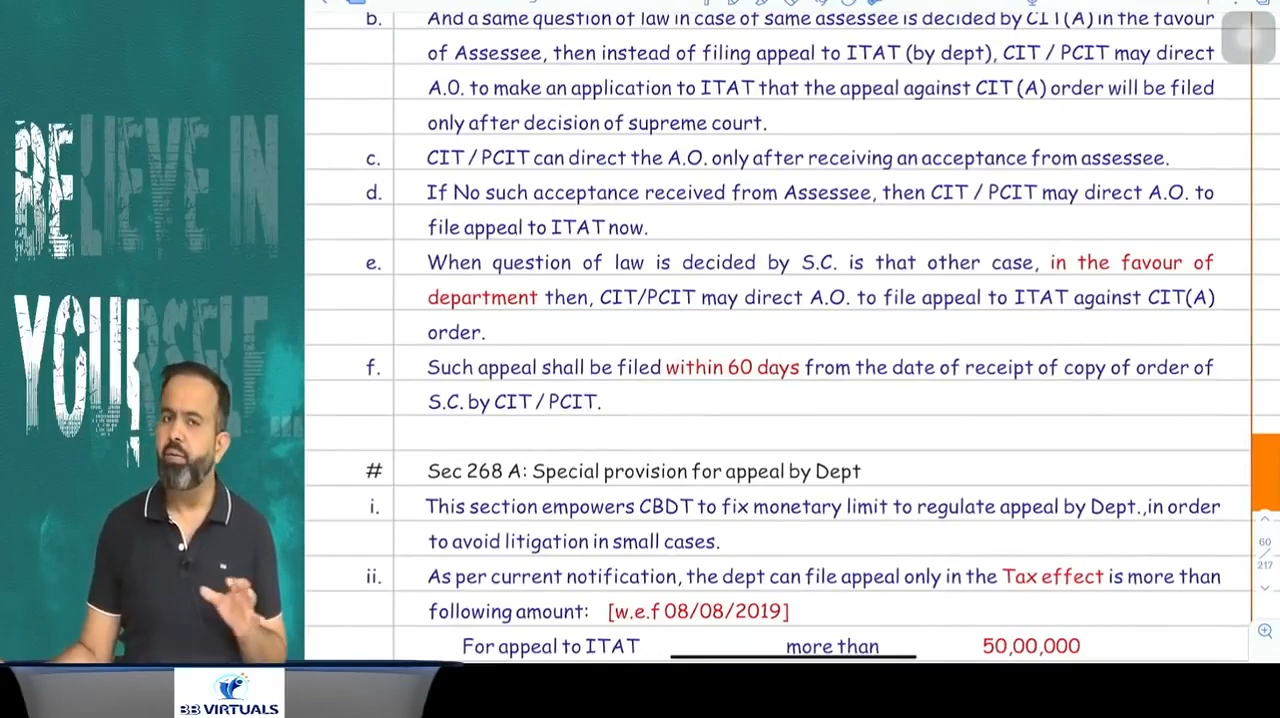 BELIEVE IN
YOURSELF...
b. And a same question of law in case of same assessee is decided by CIT(A) in the favour
of Assessee, then instead of filing appeal to ITAT (by dept), CIT / PCIT may direct
A.O. to make an application to ITAT that the appeal against CIT (A) order will be filed
only after decision of supreme court.
c. CIT / PCIT can direct the A.O. only after receiving an acceptance from assessee.
d. If No such acceptance received from Assessee, then CIT / PCIT may direct A.O. to
file appeal to ITAT now.
e. When question of law is decided by S.C. is that other case, in the favour of
department then, CIT/PCIT may direct A.O. to file appeal to ITAT against CIT(A)
order.
f. Such appeal shall be filed within 60 days from the date of receipt of copy of order of
S.C. by CIT / PCIT.
# Sec 268 A: Special provision for appeal by Dept
i. This section empowers CBDT to fix monetary limit to regulate appeal by Dept.,in order
to avoid litigation in small cases.
ii. As per current notification, the dept can file appeal only in the Tax effect is more than
following amount: [w.e.f 08/08/2019]
For appeal to ITAT more than 50,00,000
60
/
217
BB VIRTUALS